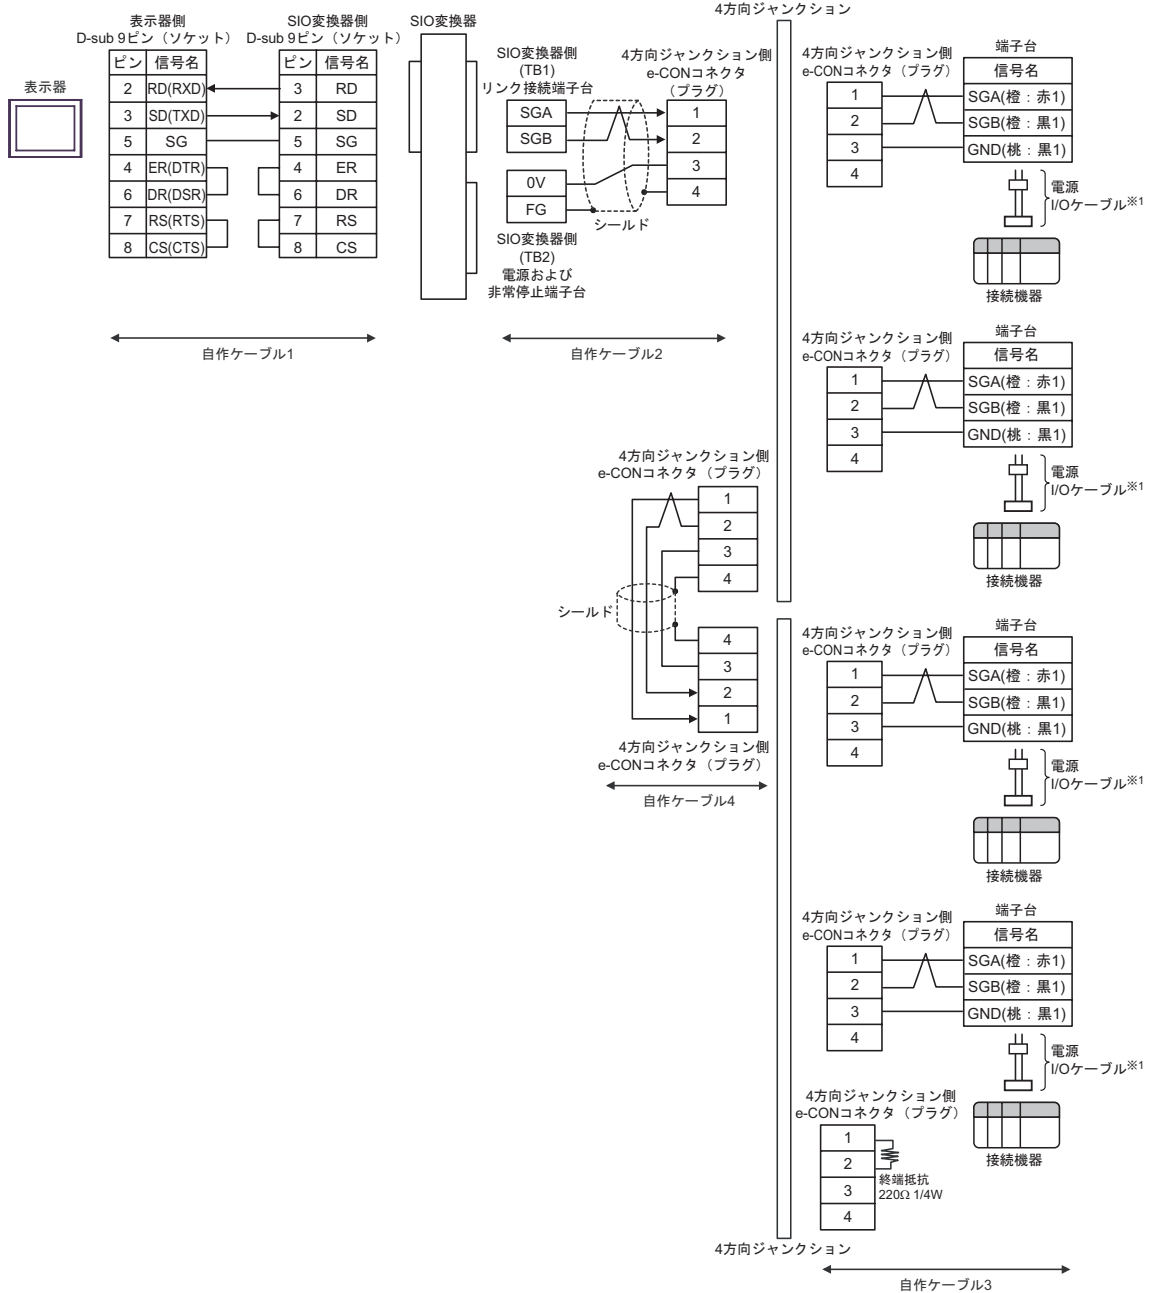 4方向ジャンクション
表示器
表示器側
D-sub 9ピン（ソケット）
ピン 信号名
2 RD(RXD)
3 SD(TXD)
5 SG
4 ER(DTR)
6 DR(DSR)
7 RS(RTS)
8 CS(CTS)
SIO変換器側
D-sub 9ピン（ソケット）
ピン 信号名
3 RD
2 SD
5 SG
4 ER
6 DR
7 RS
8 CS
自作ケーブル1
SIO変換器
SIO変換器側
(TB1)
リンク接続端子台
SGA
SGB
0V
FG
SIO変換器側
(TB2)
電源および
非常停止端子台
シールド
4方向ジャンクション側
e-CONコネクタ
（プラグ）
1
2
3
4
自作ケーブル2
4方向ジャンクション側
e-CONコネクタ（プラグ）
1
2
3
4
端子台
信号名
SGA(橙：赤1)
SGB(橙：黒1)
GND(桃：黒1)
電源
I/Oケーブル※1
接続機器
4方向ジャンクション側
e-CONコネクタ（プラグ）
1
2
3
4
端子台
信号名
SGA(橙：赤1)
SGB(橙：黒1)
GND(桃：黒1)
電源
I/Oケーブル※1
接続機器
4方向ジャンクション側
e-CONコネクタ（プラグ）
1
2
3
4
シールド
4
3
2
1
4方向ジャンクション側
e-CONコネクタ（プラグ）
自作ケーブル4
4方向ジャンクション側
e-CONコネクタ（プラグ）
1
2
3
4
端子台
信号名
SGA(橙：赤1)
SGB(橙：黒1)
GND(桃：黒1)
電源
I/Oケーブル※1
接続機器
4方向ジャンクション側
e-CONコネクタ（プラグ）
1
2
3
4
端子台
信号名
SGA(橙：赤1)
SGB(橙：黒1)
GND(桃：黒1)
電源
I/Oケーブル※1
接続機器
4方向ジャンクション側
e-CONコネクタ（プラグ）
1
2
3
4
終端抵抗
220Ω 1/4W
4方向ジャンクション
自作ケーブル3